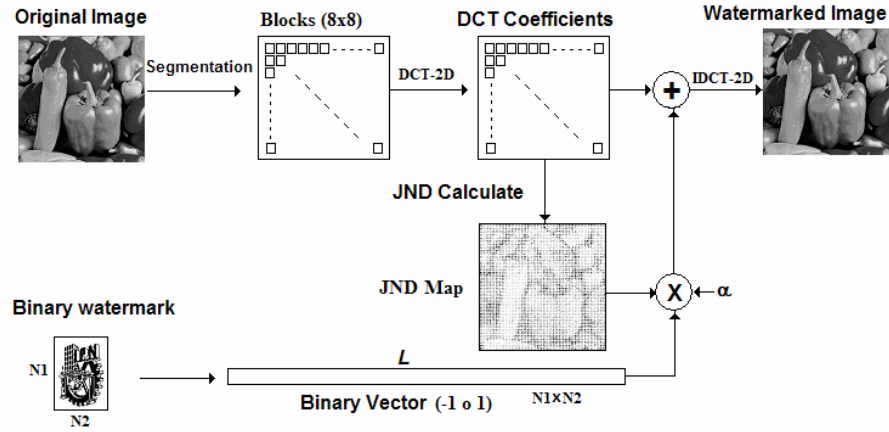 Original Image
Blocks (8x8)
DCT Coefficients
Watermarked Image
Segmentation
DCT-2D
+
IDCT-2D
JND Calculate
JND Map
X
α
Binary watermark
N1
N2
L
Binary Vector (-1 o 1)
N1×N2